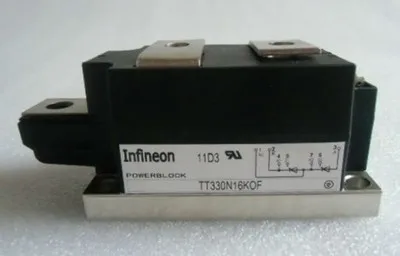 Infineon 11D3
POWERBLOCK
TT330N16KOF